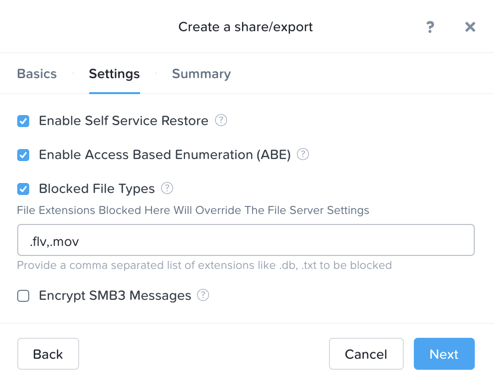 Create a share/export ? ×
Basics Settings Summary
Enable Self Service Restore ?
Enable Access Based Enumeration (ABE) ?
Blocked File Types ?
File Extensions Blocked Here Will Override The File Server Settings
.flv,.mov
Provide a comma separated list of extensions like .db, .txt to be blocked
Encrypt SMB3 Messages ?
Back Cancel Next